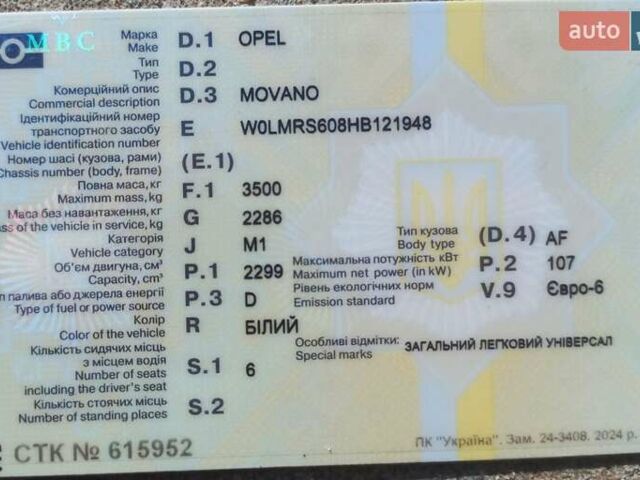 МВС
auto
Марка D.1 OPEL
Make
Тип D.2
Type
Комерційний опис D.3 MOVANO
Commercial description
Ідентифікаційний номер
транспортного засобу E W0LMRS608HB121948
Vehicle identification number
Номер шасі (кузова, рами) (E.1)
Chassis number (body, frame)
Повна маса, кг F.1 3500
Maximum mass, kg
Маса без навантаження, кг G 2286
ss of the vehicle in service, kg
Категорія J M1
Vehicle category
Тип кузова (D.4) AF
Body type
Об'єм двигуна, см³ P.1 2299
Capacity, cm³
Максимальна потужність кВт P.2 107
Maximum net power (in kW)
п палива або джерела енергії P.3 D
Type of fuel or power source
Рівень екологічних норм V.9 Євро-6
Emission standard
Колір R БІЛИЙ
Color of the vehicle
Особливі відмітки: ЗАГАЛЬНИЙ ЛЕГКОВИЙ УНІВЕРСАЛ
Special marks
Кількість сидячих місць
з місцем водія S.1 6
Number of seats
including the driver's seat
Кількість стоячих місць S.2
Number of standing places
СТК № 615952
ПК "Україна". Зам. 24-3408. 2024 р.